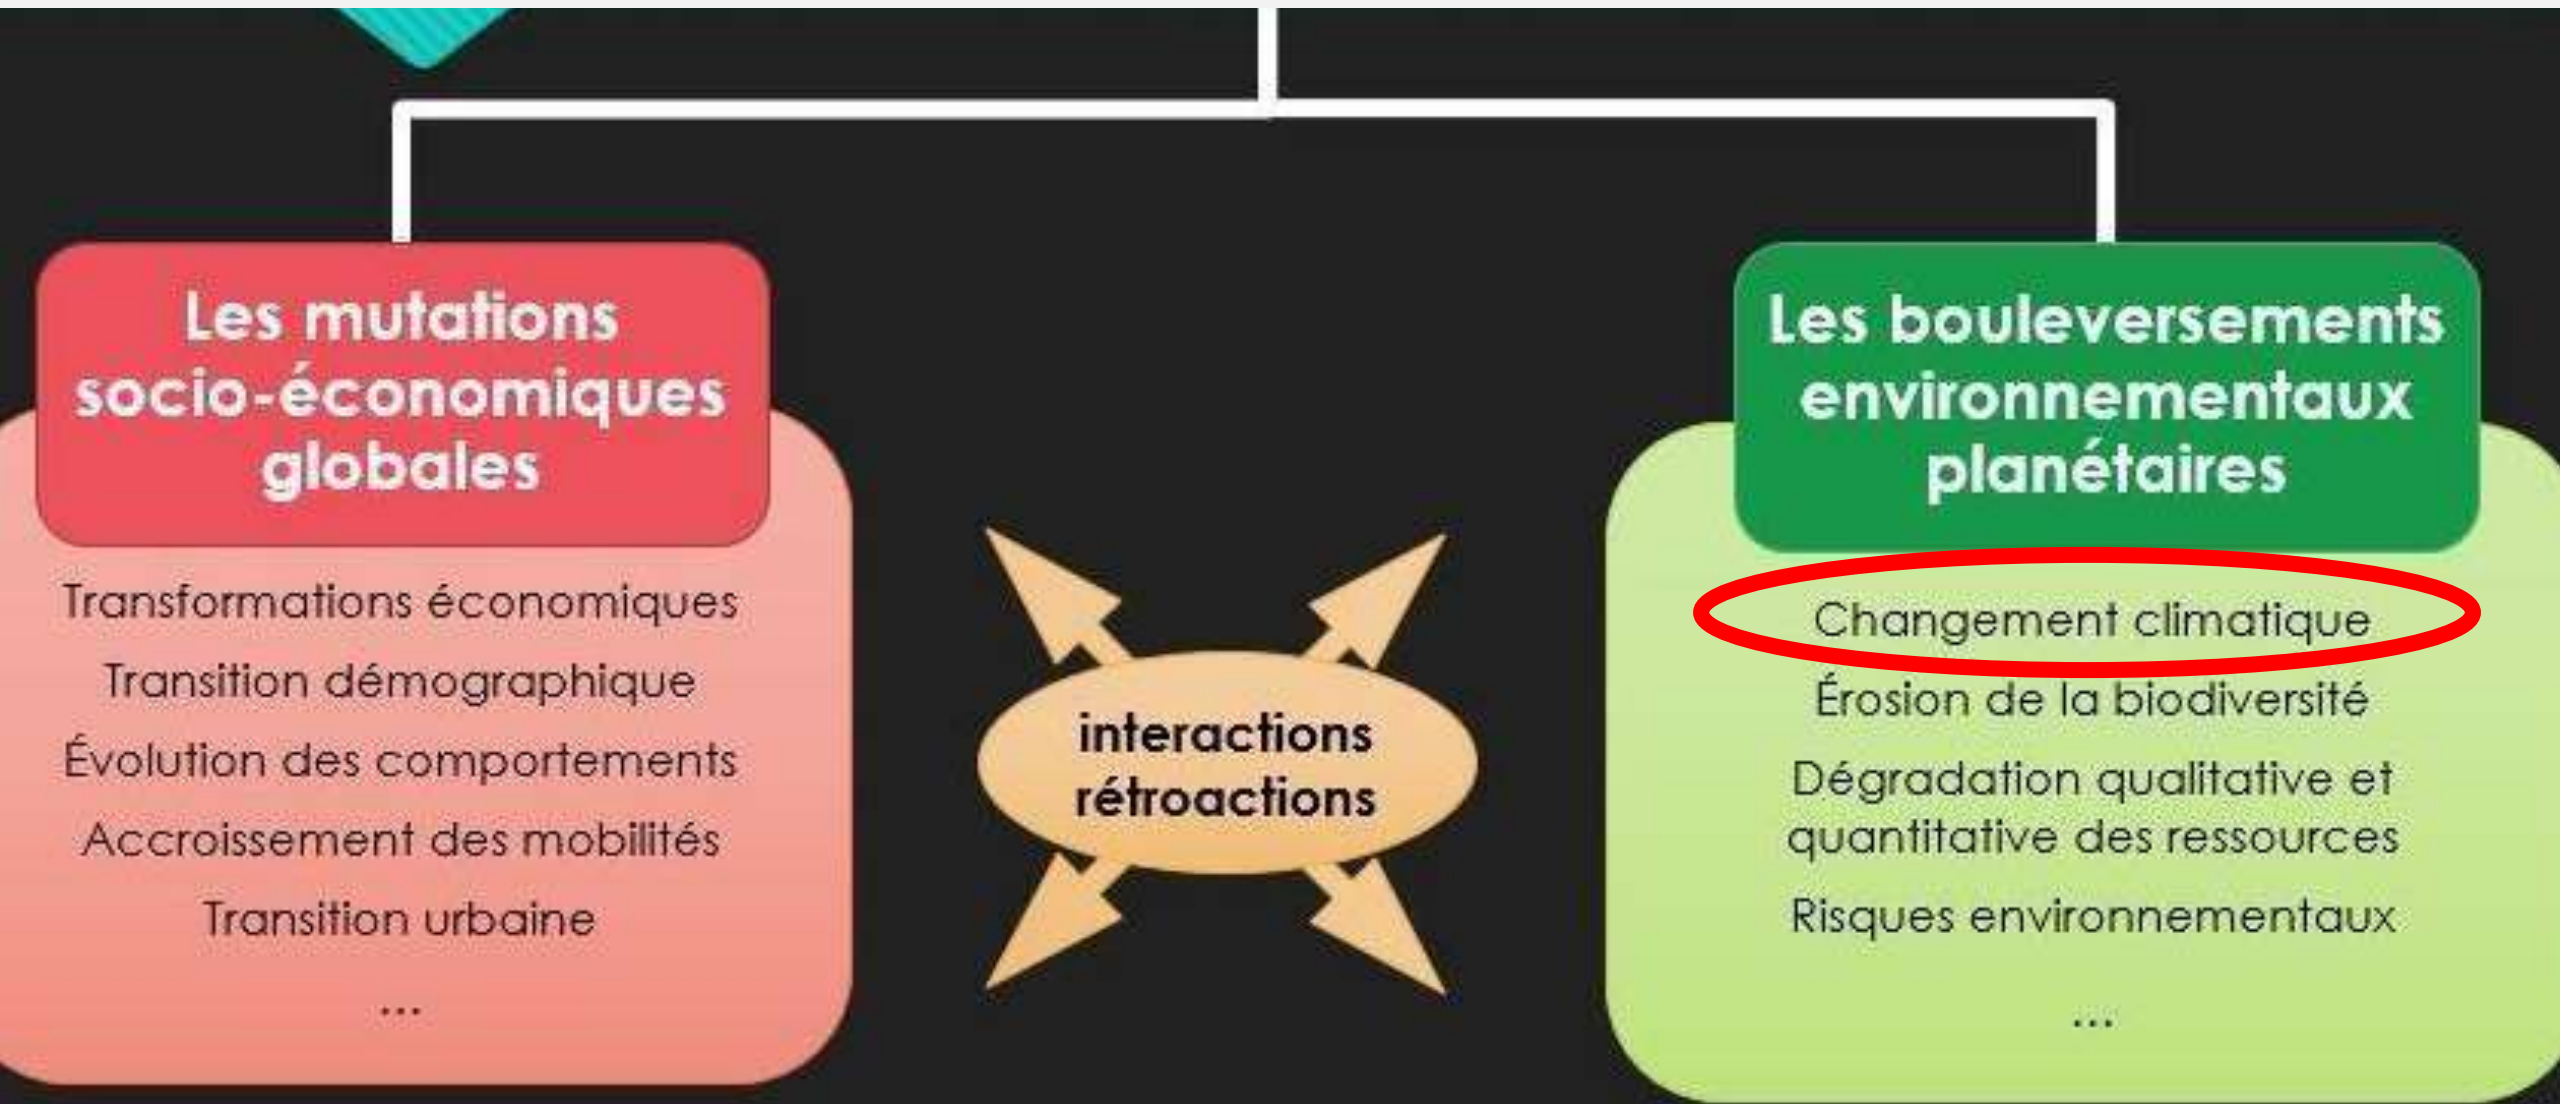 Les mutations
socio-économiques
globales
Transformations économiques
Transition démographique
Évolution des comportements
Accroissement des mobilités
Transition urbaine
...
interactions
rétroactions
Les bouleversements
environnementaux
planétaires
Changement climatique
Érosion de la biodiversité
Dégradation qualitative et
quantitative des ressources
Risques environnementaux
...